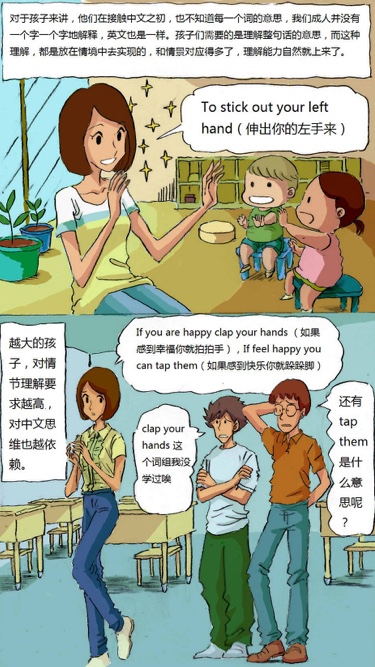 对于孩子来讲，他们在接触中文之初，也不知道每一个词的意思，我们成人并没有
一个字一个字地解释，英文也是一样。孩子们需要的是理解整句话的意思，而这种
理解，都是放在情境中去实现的，和情景对应得多了，理解能力自然就上来了。
To stick out your left
hand（伸出你的左手来）
越大的孩
子，对情
节理解要
求越高，
对中文思
维也越依
赖。
If you are happy clap your hands （如果
感到幸福你就拍拍手），If feel happy you
can tap them（如果感到快乐你就跺跺脚）
clap your
hands 这
个词组我没
学过唉
还有
tap
them
是什
么意
思呢
？